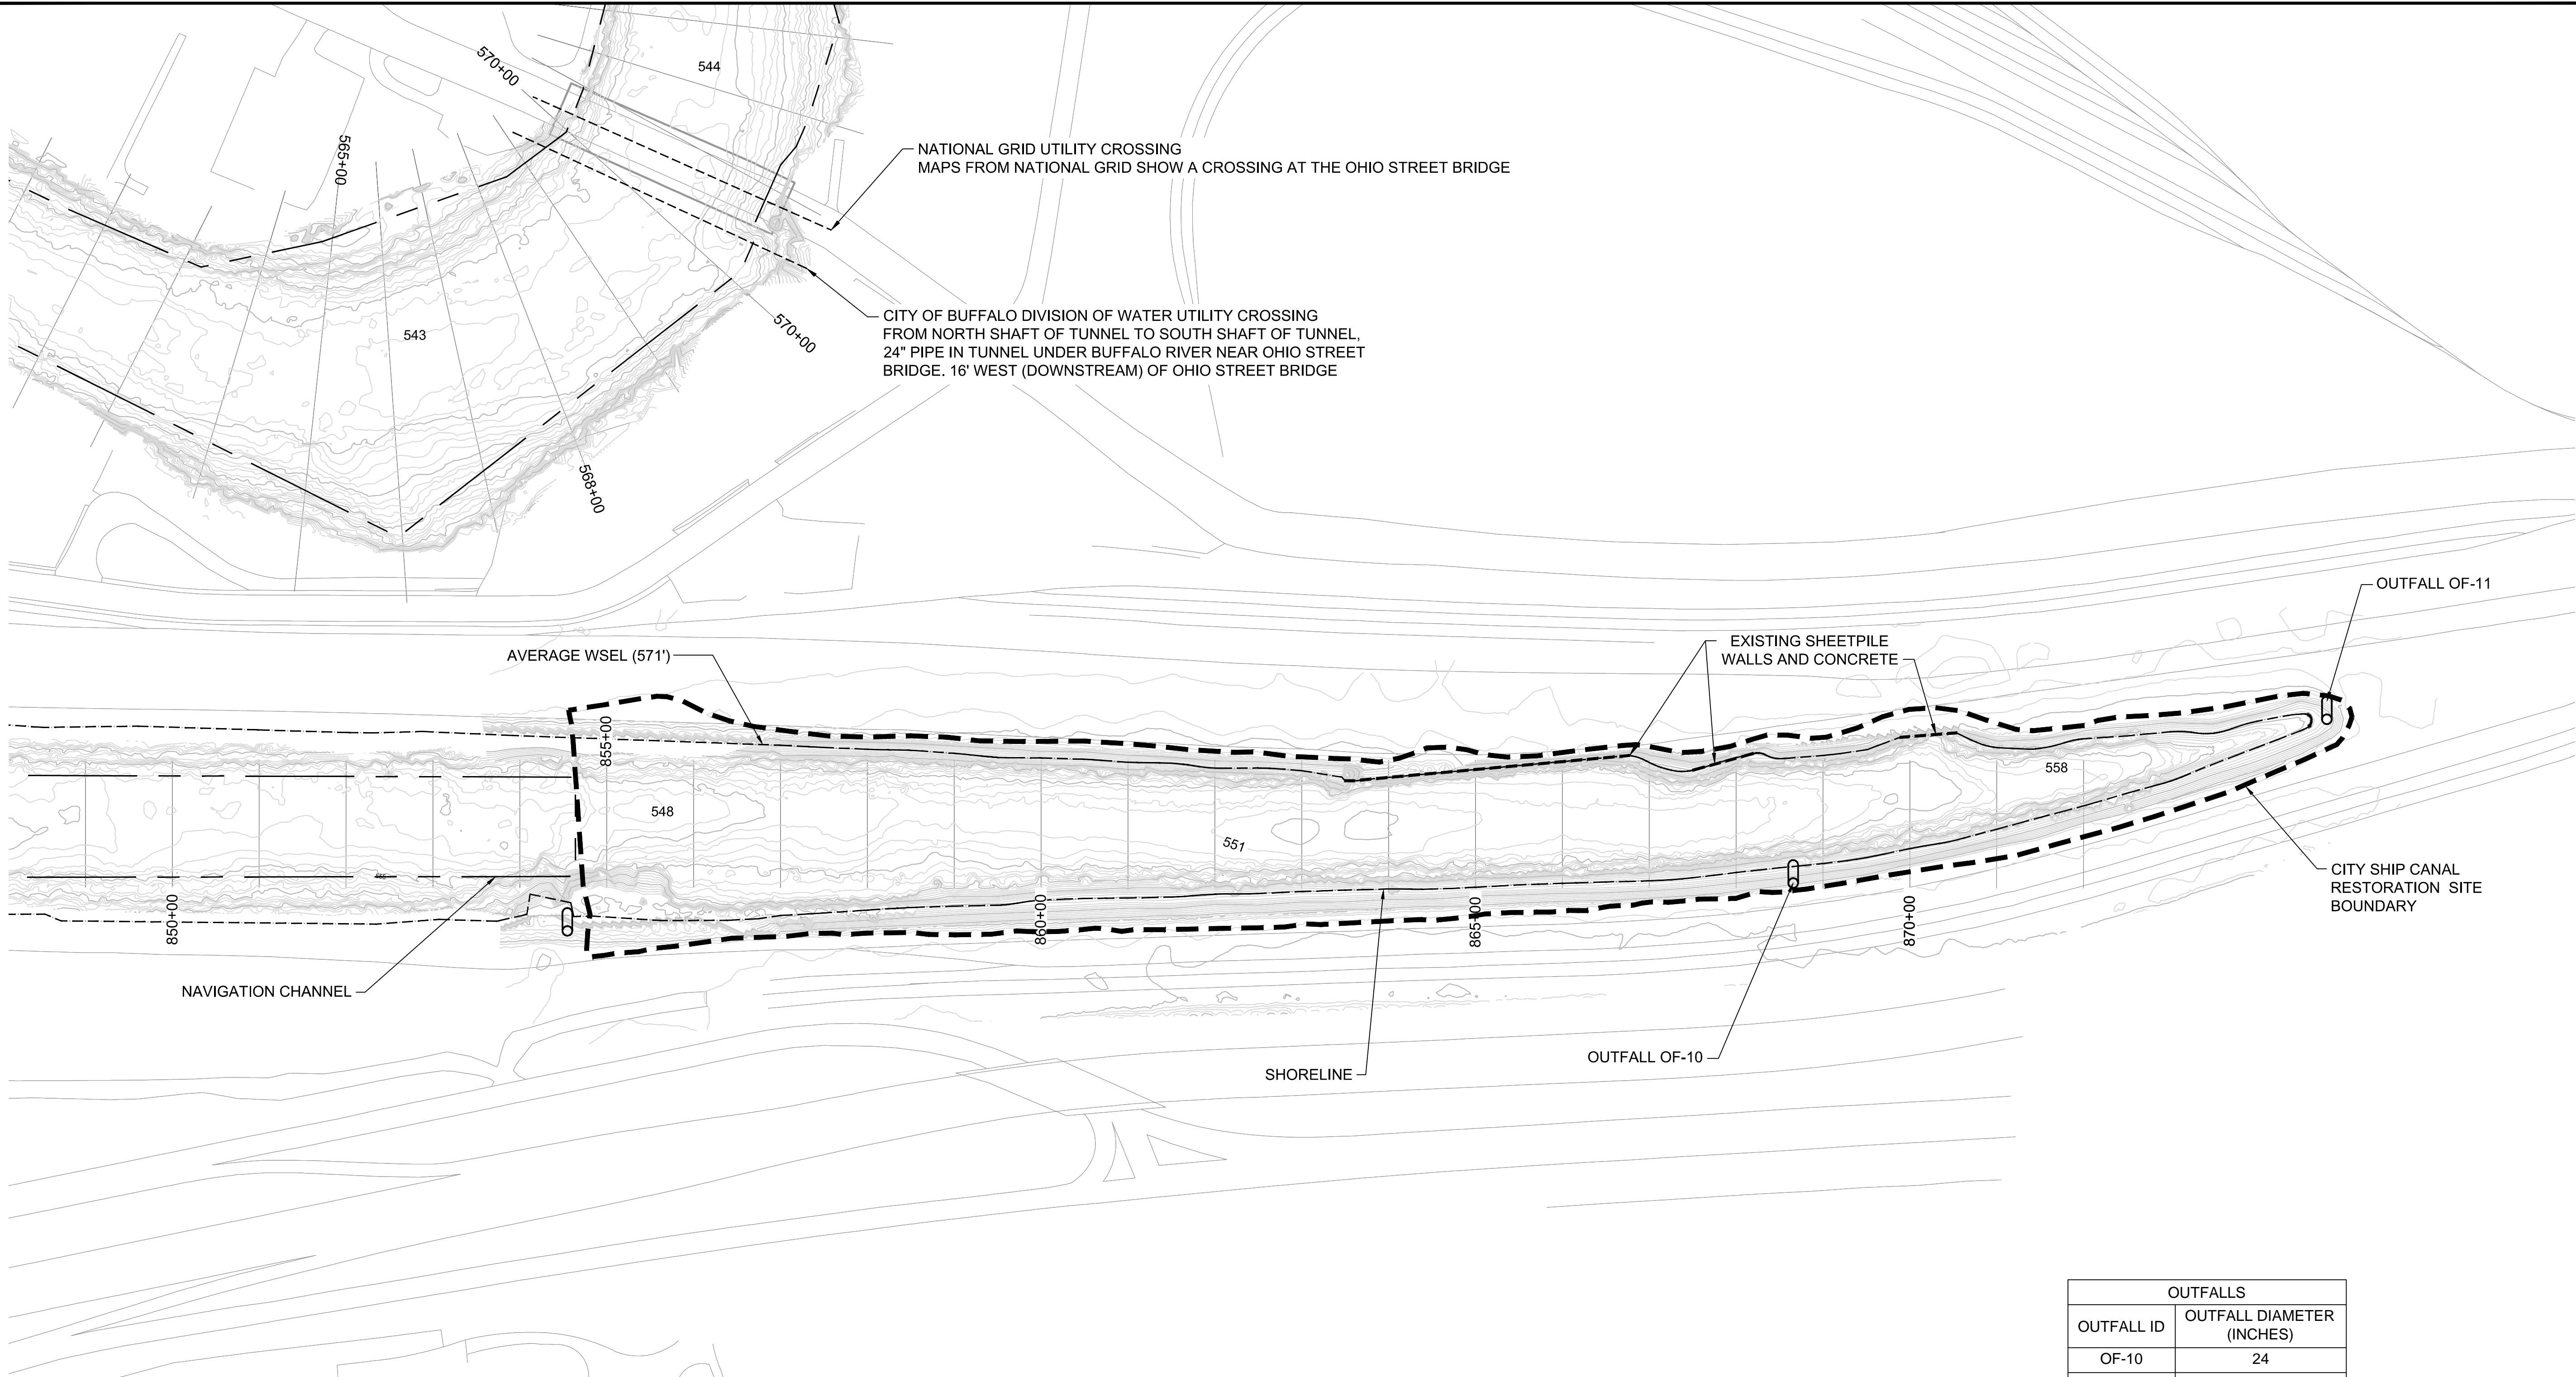 570+00
544
565+00
NATIONAL GRID UTILITY CROSSING
MAPS FROM NATIONAL GRID SHOW A CROSSING AT THE OHIO STREET BRIDGE
543
570+00
CITY OF BUFFALO DIVISION OF WATER UTILITY CROSSING
FROM NORTH SHAFT OF TUNNEL TO SOUTH SHAFT OF TUNNEL,
24" PIPE IN TUNNEL UNDER BUFFALO RIVER NEAR OHIO STREET
BRIDGE. 16' WEST (DOWNSTREAM) OF OHIO STREET BRIDGE
568+00
OUTFALL OF-11
AVERAGE WSEL (571')
EXISTING SHEETPILE
WALLS AND CONCRETE
855+00
548
551
558
850+00
860+00
865+00
870+00
CITY SHIP CANAL
RESTORATION SITE
BOUNDARY
NAVIGATION CHANNEL
SHORELINE
OUTFALL OF-10
OUTFALLS
OUTFALL ID
OUTFALL DIAMETER
(INCHES)
OF-10
24